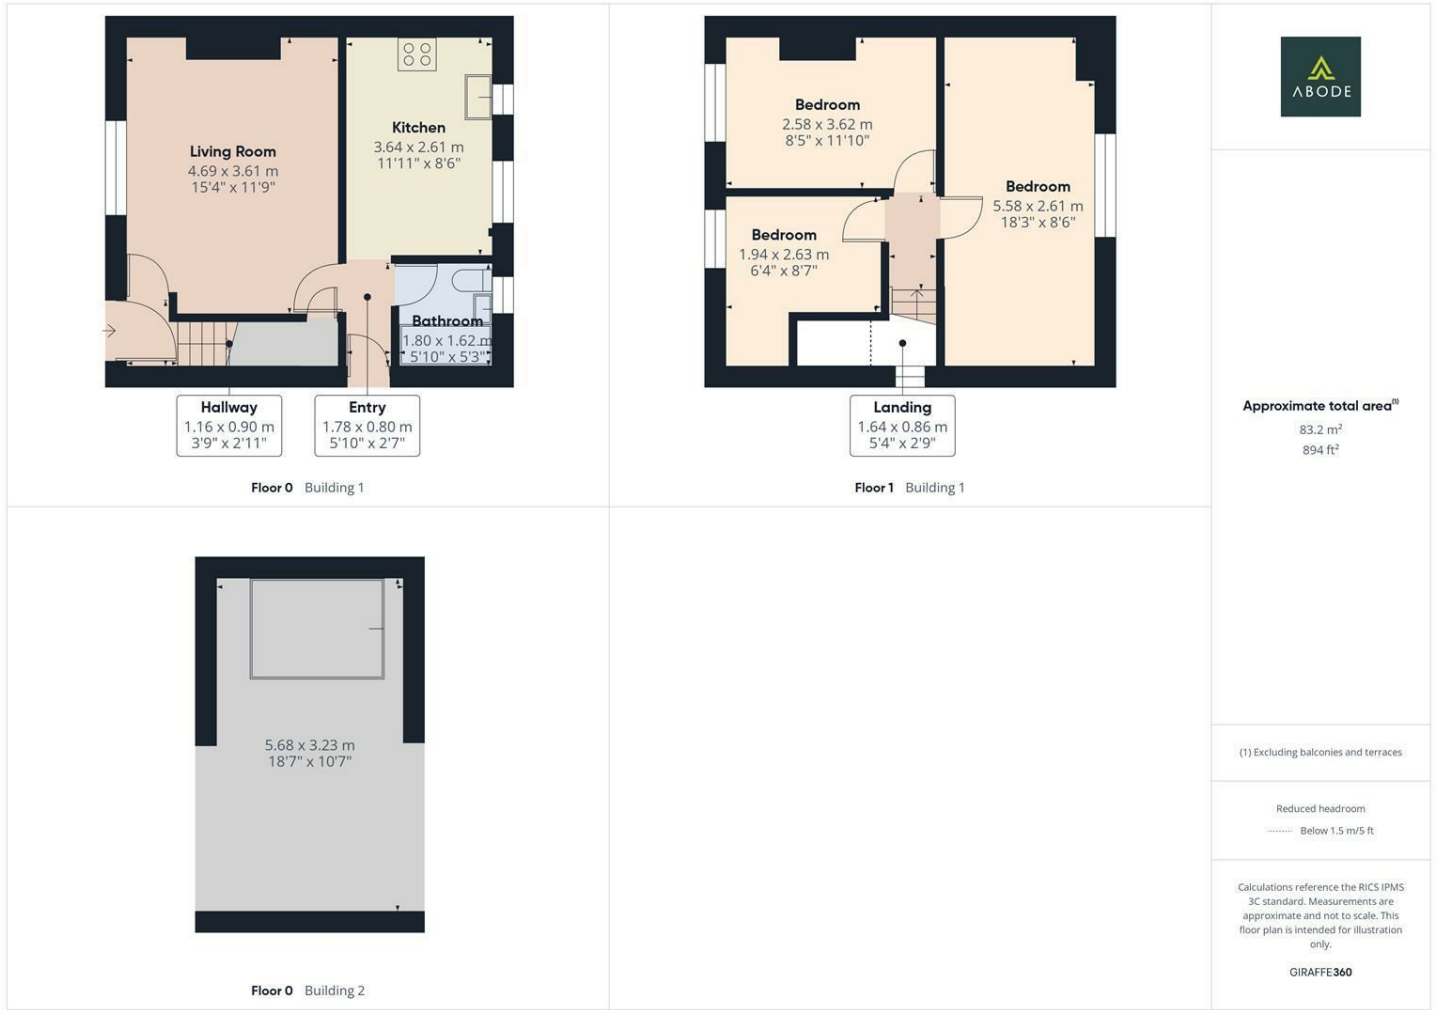 Living Room
4.69 x 3.61 m
15'4" x 11'9"
Kitchen
3.64 x 2.61 m
11'11" x 8'6"
Bathroom
1.80 x 1.62 m
5'10" x 5'3"
Hallway
1.16 x 0.90 m
3'9" x 2'11"
Entry
1.78 x 0.80 m
5'10" x 2'7"
Floor 0 Building 1
Bedroom
2.58 x 3.62 m
8'5" x 11'10"
Bedroom
5.58 x 2.61 m
18'3" x 8'6"
Bedroom
1.94 x 2.63 m
6'4" x 8'7"
Landing
1.64 x 0.86 m
5'4" x 2'9"
Floor 1 Building 1
5.68 x 3.23 m
18'7" x 10'7"
Floor 0 Building 2
ABODE
Approximate total area(1)
83.2 m²
894 ft²
(1) Excluding balconies and terraces
Reduced headroom
Below 1.5 m/5 ft
Calculations reference the RICS IPMS
3C standard. Measurements are
approximate and not to scale. This
floor plan is intended for illustration
only.
GIRAFFE360